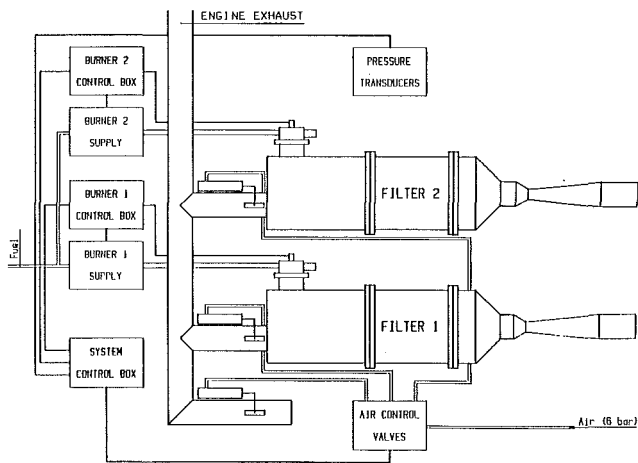 ENGINE EXHAUST
BURNER 2
CONTROL BOX
PRESSURE
TRANSDUCERS
BURNER 2
SUPPLY
FILTER 2
BURNER 1
CONTROL BOX
Fuel
BURNER 1
SUPPLY
FILTER 1
SYSTEM
CONTROL BOX
AIR CONTROL
VALVES
Air (6 bar)